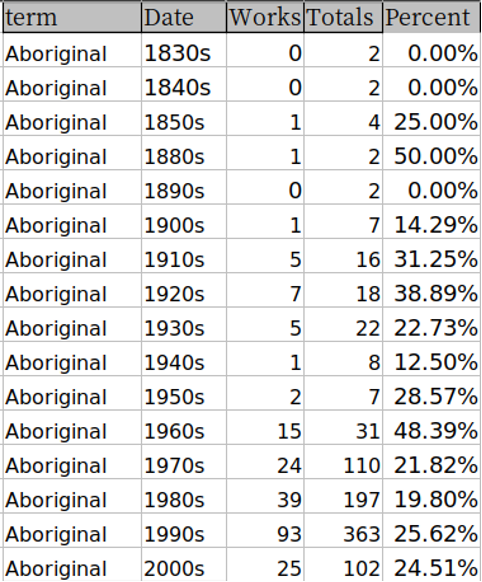 term Date Works Totals Percent
Aboriginal 1830s 0 2 0.00%
Aboriginal 1840s 0 2 0.00%
Aboriginal 1850s 1 4 25.00%
Aboriginal 1880s 1 2 50.00%
Aboriginal 1890s 0 2 0.00%
Aboriginal 1900s 1 7 14.29%
Aboriginal 1910s 5 16 31.25%
Aboriginal 1920s 7 18 38.89%
Aboriginal 1930s 5 22 22.73%
Aboriginal 1940s 1 8 12.50%
Aboriginal 1950s 2 7 28.57%
Aboriginal 1960s 15 31 48.39%
Aboriginal 1970s 24 110 21.82%
Aboriginal 1980s 39 197 19.80%
Aboriginal 1990s 93 363 25.62%
Aboriginal 2000s 25 102 24.51%